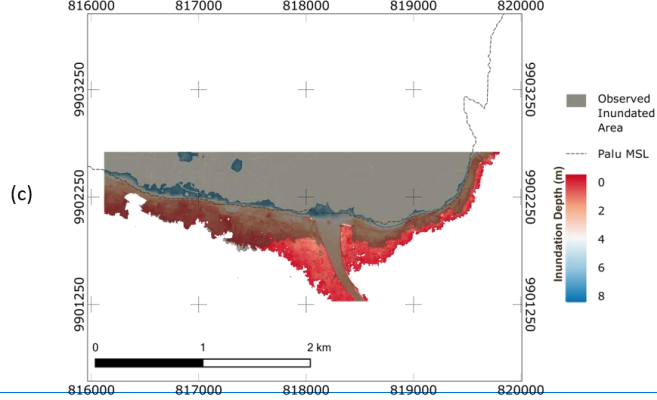 816000 817000 818000 819000 820000
9903250
9903250
Observed
Inundated
Area
Palu MSL
(c)
9902250
9902250
Inundation Depth (m)
0
2
4
6
8
9901250
9901250
0 1 2 km
816000 817000 818000 819000 820000